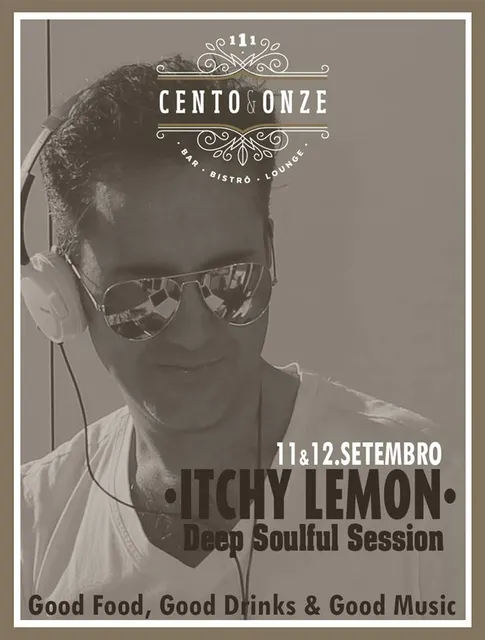 111
CENTO & ONZE
· BAR · BISTRÔ · LOUNGE ·
11&12.SETEMBRO
·ITCHY LEMON·
Deep Soulful Session
Good Food, Good Drinks & Good Music